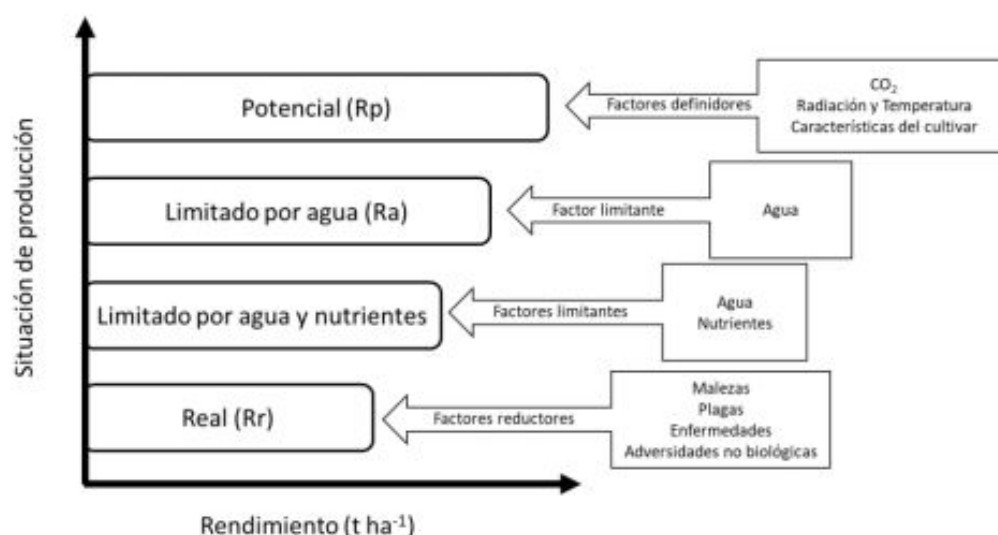 Situación de producción
Potencial (Rp)
Factores definidores
CO₂
Radiación y Temperatura
Características del cultivar
Limitado por agua (Ra)
Factor limitante
Agua
Limitado por agua y nutrientes
Factores limitantes
Agua
Nutrientes
Real (Rr)
Factores reductores
Malezas
Plagas
Enfermedades
Adversidades no biológicas
Rendimiento (t ha⁻¹)